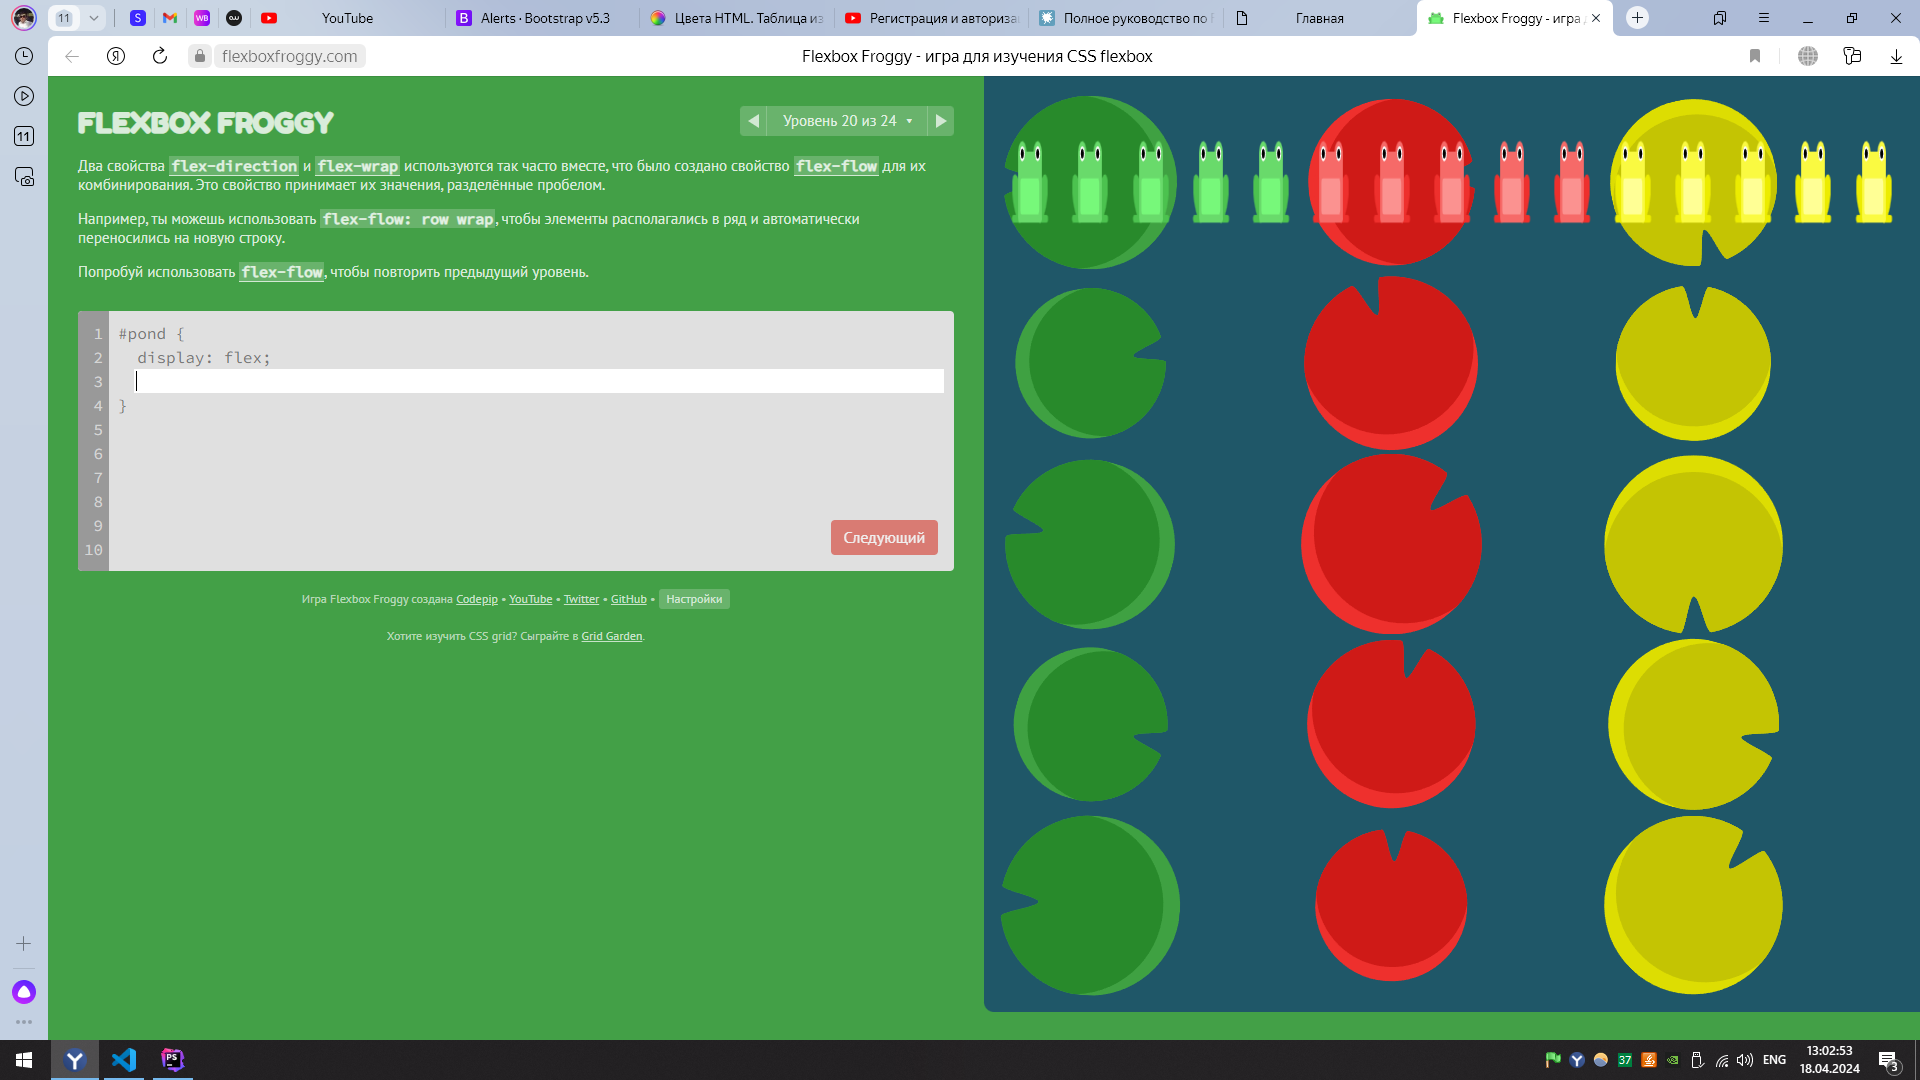 11
YouTube
Alerts · Bootstrap v5.3
Цвета HTML. Таблица из
Регистрация и авториза
Полное руководство по
Главная
Flexbox Froggy - игра
flexboxfroggy.com
Flexbox Froggy - игра для изучения CSS flexbox
11
FLEXBOX FROGGY
Уровень 20 из 24
Два свойства flex-direction и flex-wrap используются так часто вместе, что было создано свойство flex-flow для их
комбинирования. Это свойство принимает их значения, разделённые пробелом.
Например, ты можешь использовать flex-flow: row wrap, чтобы элементы располагались в ряд и автоматически
переносились на новую строку.
Попробуй использовать flex-flow, чтобы повторить предыдущий уровень.
1 #pond {
2 display: flex;
3
4 }
5
6
7
8
9
10
Следующий
Игра Flexbox Froggy создана Codepip • YouTube • Twitter • GitHub • Настройки
Хотите изучить CSS grid? Сыграйте в Grid Garden.
37
ENG
13:02:53
18.04.2024
3